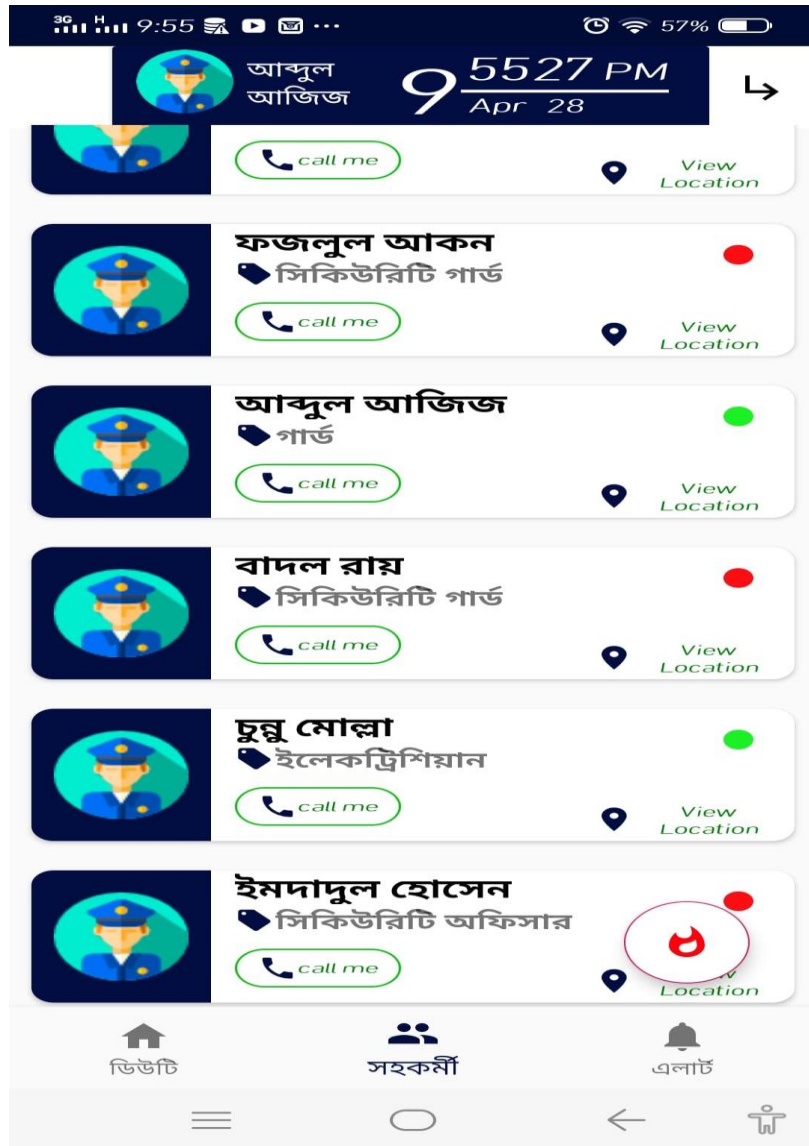 3G H 9:55 57%
আব্দুল
আজিজ
9 5527 PM
Apr 28
call me
View
Location
ফজলুল আকন
সিকিউরিটি গার্ড
call me
View
Location
আব্দুল আজিজ
গার্ড
call me
View
Location
বাদল রায়
সিকিউরিটি গার্ড
call me
View
Location
চুন্নু মোল্লা
ইলেকট্রিশিয়ান
call me
View
Location
ইমদাদুল হোসেন
সিকিউরিটি অফিসার
call me
Location
ডিউটি সহকর্মী এলার্ট